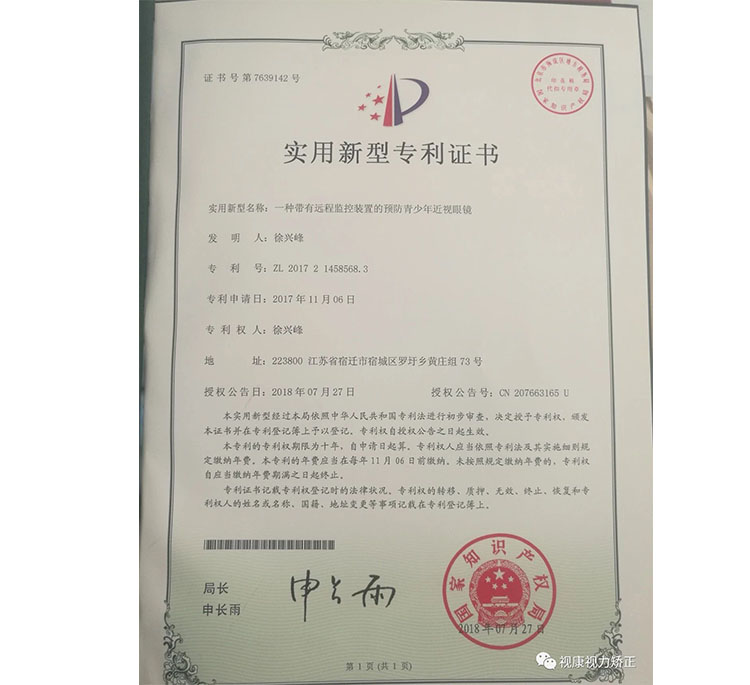 证书号第7639142号
实用新型专利证书
实用新型名称：一种带有远程监控装置的预防青少年近视眼镜
发明人：徐兴峰
专利号：ZL 2017 2 1458568.3
专利申请日：2017年11月06日
专利权人：徐兴峰
地址：223800 江苏省宿迁市宿城区罗圩乡黄庄组73号
授权公告日：2018年07月27日 授权公告号：CN 207663165 U
本实用新型经过本局依照中华人民共和国专利法进行初步审查，决定授予专利权，颁发
本证书并在专利登记簿上予以登记。专利权自授权公告之日起生效。
本专利的专利权期限为十年，自申请日起算。专利权人应当依照专利法及其实施细则规
定缴纳年费。本专利的年费应当在每年11月06日前缴纳。未按照规定缴纳年费的，专利权
自应当缴纳年费期满之日起终止。
专利证书记载专利权登记时的法律状况。专利权的转移、质押、无效、终止、恢复和专
利权人的姓名或名称、国籍、地址变更等事项记载在专利登记簿上。
局长
申长雨
申长雨
国家知识产权局
2018年07月27日
第1页(共1页)
视康视力矫正